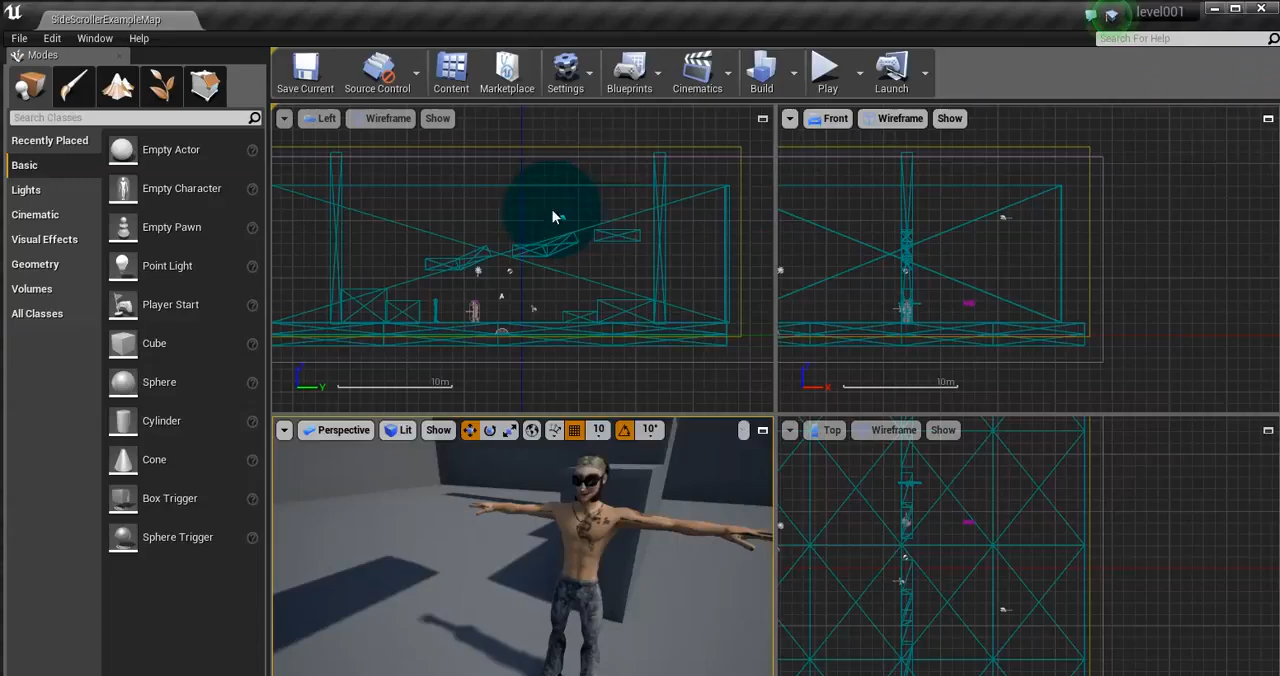 SideScrollerExampleMap
level001
File Edit Window Help
Search For Help
Modes
Search Classes
Recently Placed
Basic
Lights
Cinematic
Visual Effects
Geometry
Volumes
All Classes
Empty Actor
Empty Character
Empty Pawn
Point Light
Player Start
Cube
Sphere
Cylinder
Cone
Box Trigger
Sphere Trigger
Save Current Source Control Content Marketplace Settings Blueprints Cinematics Build Play Launch
Left Wireframe Show
Z
Y
10m
Front Wireframe Show
Z
X
10m
Perspective Lit Show 10 10°
Top Wireframe Show